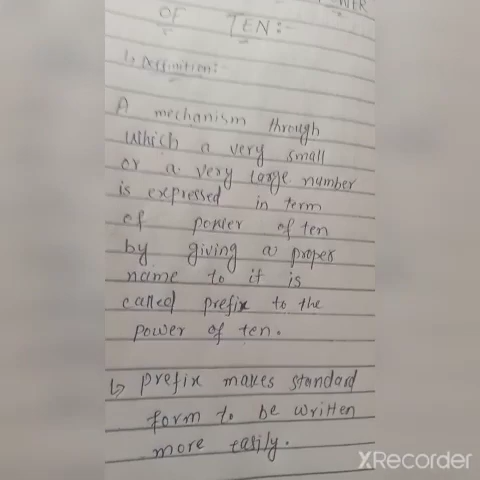 OF TEN:-
↳ Deffinition:-
A mechanism through
which a very small
or a very large number
is expressed in term
of power of ten
by giving a proper
name to it is
called prefix to the
power of ten.
↳ prefix makes standard
form to be written
more easily.
XRecorder